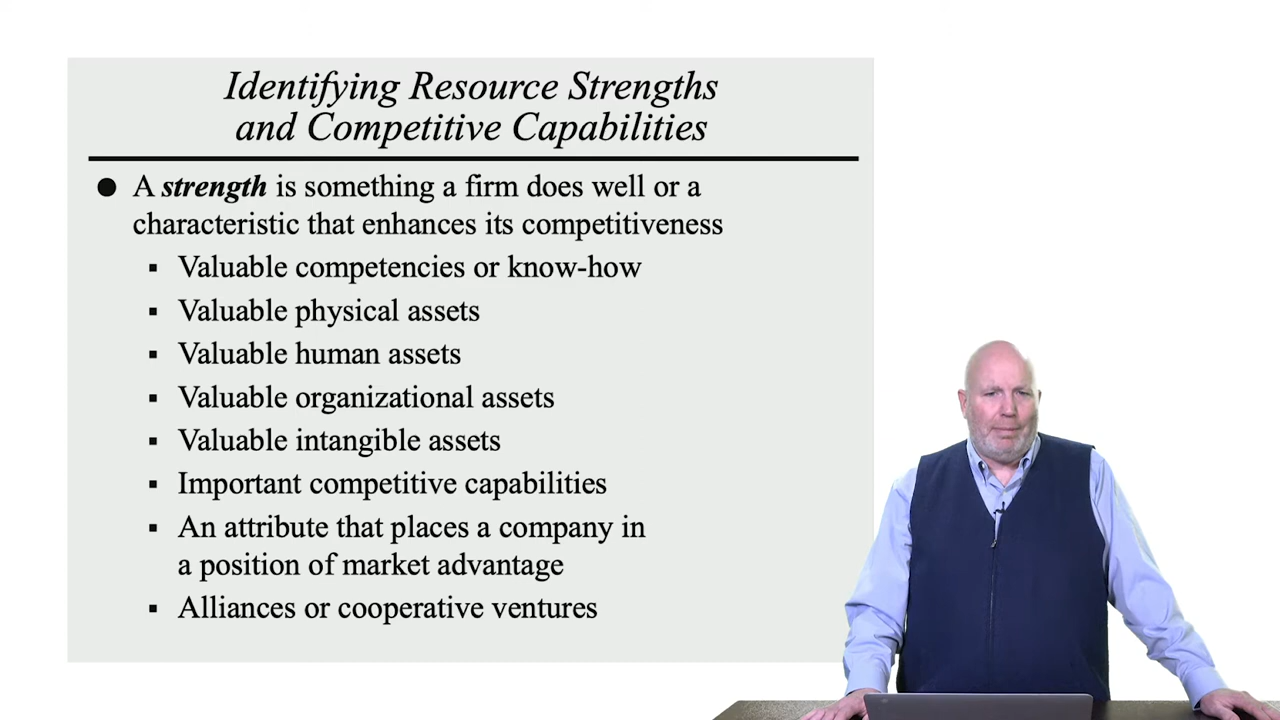 Identifying Resource Strengths
and Competitive Capabilities
● A strength is something a firm does well or a
characteristic that enhances its competitiveness
▪ Valuable competencies or know-how
▪ Valuable physical assets
▪ Valuable human assets
▪ Valuable organizational assets
▪ Valuable intangible assets
▪ Important competitive capabilities
▪ An attribute that places a company in
a position of market advantage
▪ Alliances or cooperative ventures